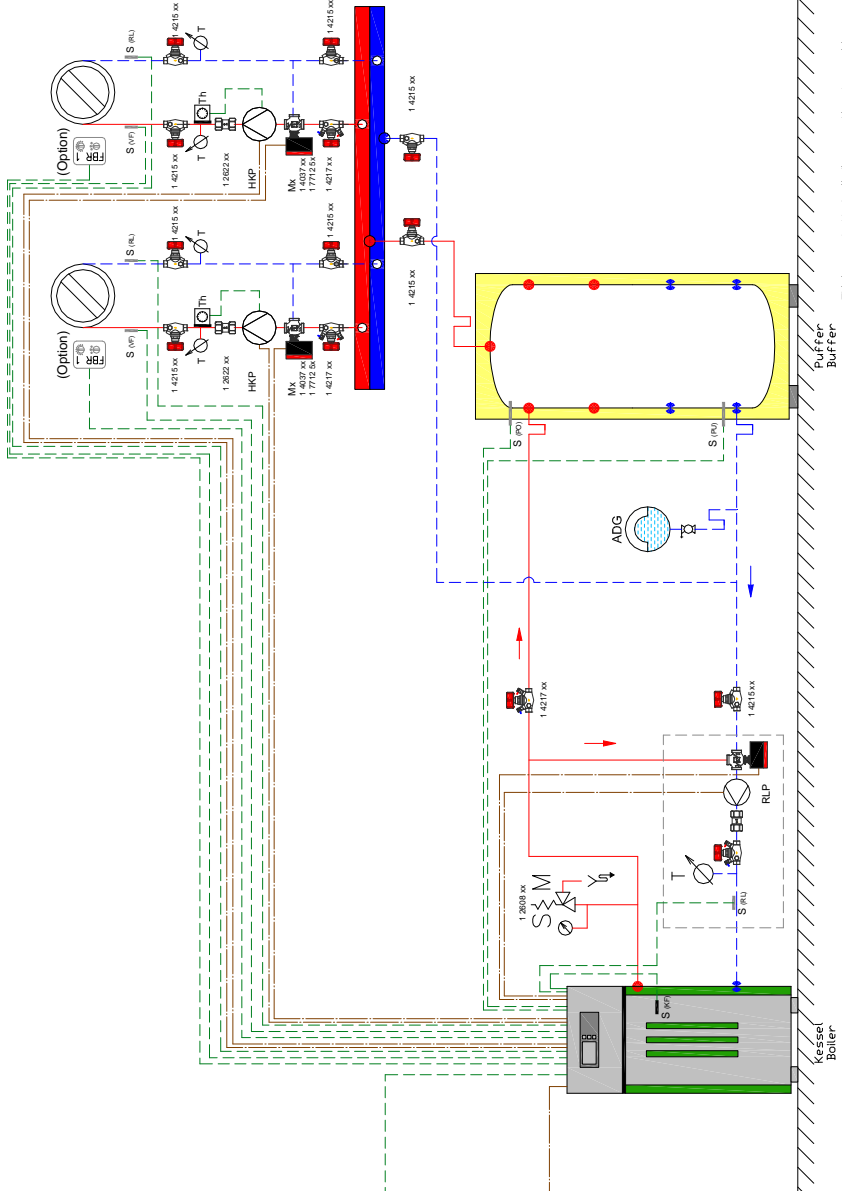 1 4215 xx
T
S (RL)
1 4215 xx
(Option)
FBR 1
S (VF)
Th
T
1 4215 xx
1 2622 xx
HKP
Mx
1 4037 xx
1 7712 5x
1 4217 xx
1 4215 xx
1 4215 xx
T
S (RL)
1 4215 xx
(Option)
FBR 1
S (VF)
Th
T
1 4215 xx
1 2622 xx
HKP
Mx
1 4037 xx
1 7712 5x
1 4217 xx
1 4215 xx
S (PO)
S (PU)
Puffer
Buffer
ADG
1 4217 xx
1 4215 xx
RLP
T
S (RL)
1 2608 xx
S M
S (KF)
Kessel
Boiler